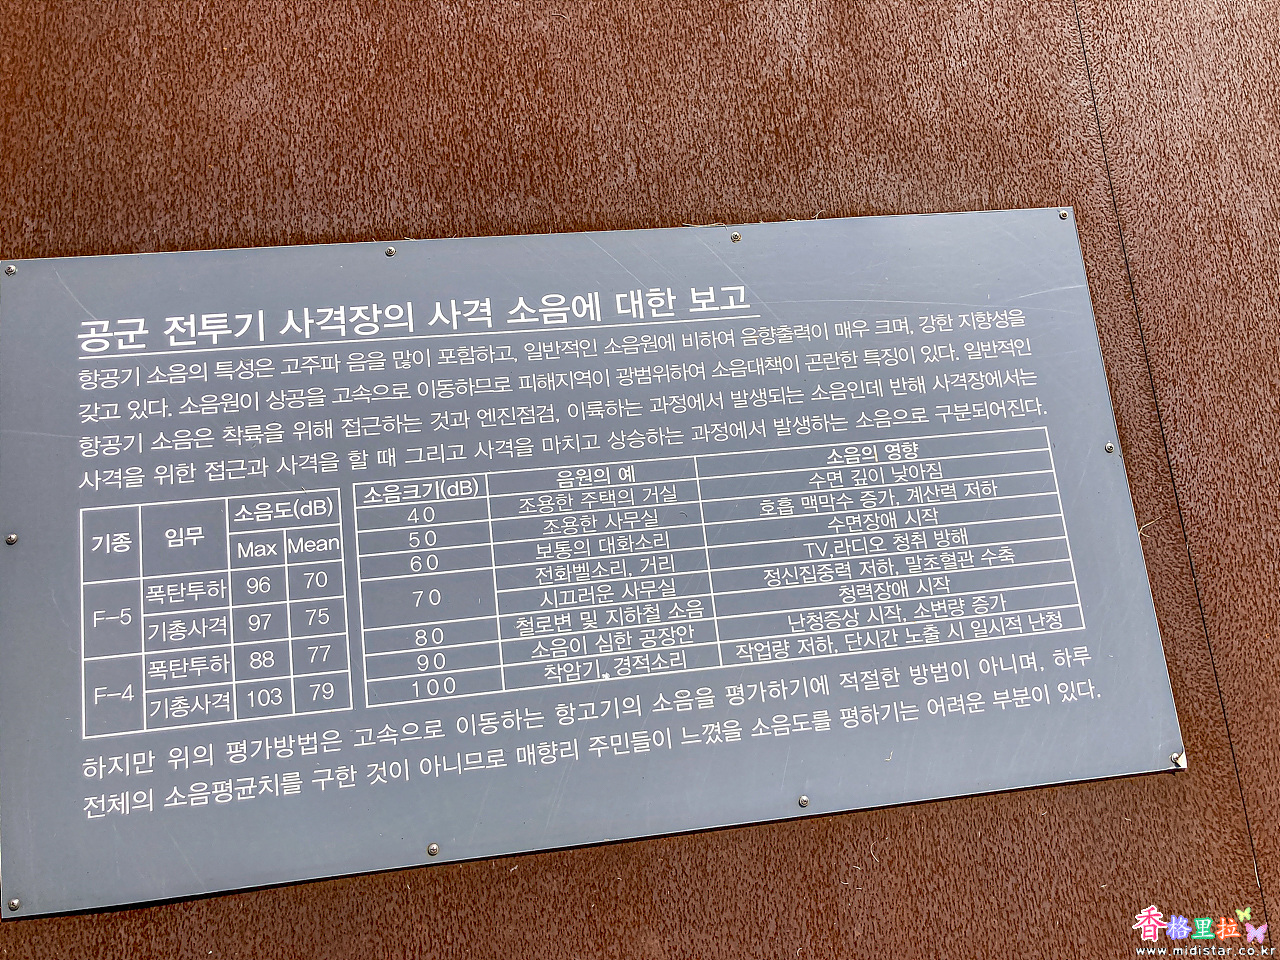 공군 전투기 사격장의 사격 소음에 대한 보고
항공기 소음의 특성은 고주파 음을 많이 포함하고, 일반적인 소음원에 비하여 음향출력이 매우 크며, 강한 지향성을
갖고 있다. 소음원이 상공을 고속으로 이동하므로 피해지역이 광범위하여 소음대책이 곤란한 특징이 있다. 일반적인
항공기 소음은 착륙을 위해 접근하는 것과 엔진점검, 이륙하는 과정에서 발생되는 소음인데 반해 사격장에서는
사격을 위한 접근과 사격을 할 때 그리고 사격을 마치고 상승하는 과정에서 발생하는 소음으로 구분되어진다.
기종 임무 소음도(dB)
Max Mean
F-5 폭탄투하 96 70
기총사격 97 75
F-4 폭탄투하 88 77
기총사격 103 79
소음크기(dB) 음원의 예 소음의 영향
40 조용한 주택의 거실 수면 깊이 낮아짐
50 조용한 사무실 호흡 맥막수 증가, 계산력 저하
60 보통의 대화소리 수면장애 시작
70 전화벨소리, 거리 TV,라디오 청취 방해
시끄러운 사무실 정신집중력 저하, 말초혈관 수축
80 철로변 및 지하철 소음 청력장애 시작
90 소음이 심한 공장안 난청증상 시작, 소변량 증가
100 착암기, 경적소리 작업량 저하, 단시간 노출 시 일시적 난청
하지만 위의 평가방법은 고속으로 이동하는 항고기의 소음을 평가하기에 적절한 방법이 아니며, 하루
전체의 소음평균치를 구한 것이 아니므로 매향리 주민들이 느꼈을 소음도를 평하기는 어려운 부분이 있다.
香格里拉
www.midistar.co.kr